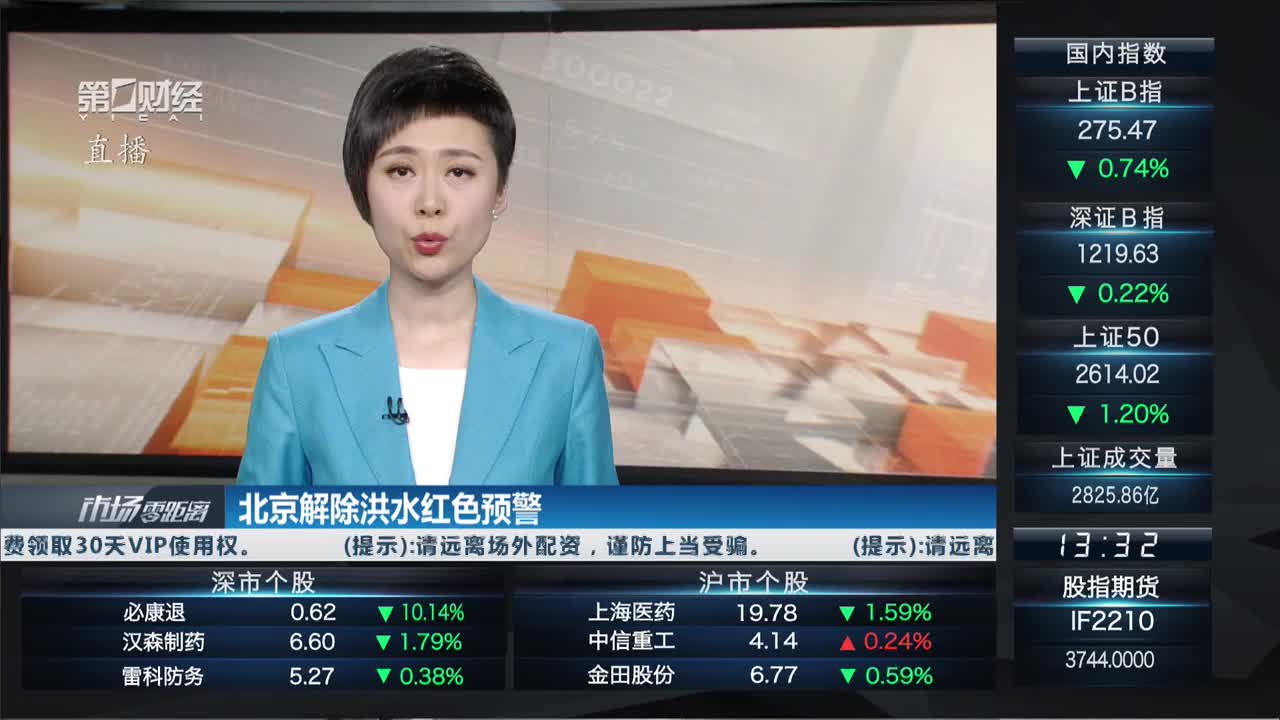 第一财经
YICAI
直播
300022
市场零距离
北京解除洪水红色预警
费领取30天VIP使用权。 (提示):请远离场外配资，谨防上当受骗。 (提示):请远离
深市个股
必康退 0.62 ▼ 10.14%
汉森制药 6.60 ▼ 1.79%
雷科防务 5.27 ▼ 0.38%
沪市个股
上海医药 19.78 ▼ 1.59%
中信重工 4.14 ▲ 0.24%
金田股份 6.77 ▼ 0.59%
国内指数
上证B指
275.47
▼ 0.74%
深证B指
1219.63
▼ 0.22%
上证50
2614.02
▼ 1.20%
上证成交量
2825.86亿
13:32
股指期货
IF2210
3744.0000